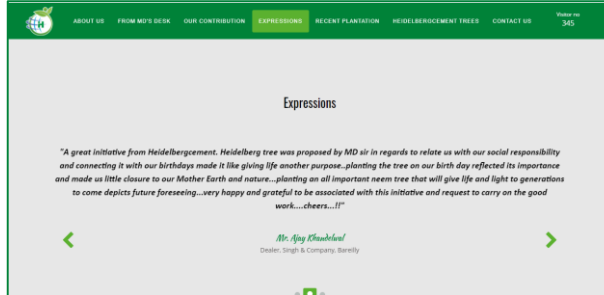 ABOUT US FROM MD'S DESK OUR CONTRIBUTION EXPRESSIONS RECENT PLANTATION HEIDELBERGCEMENT TREES CONTACT US Visitor no
345
H
Expressions
"A great initiative from Heidelbergcement. Heidelberg tree was proposed by MD sir in regards to relate us with our social responsibility
and connecting it with our birthdays made it like giving life another purpose..planting the tree on our birth day reflected its importance
and made us little closure to our Mother Earth and nature...planting an all important neem tree that will give life and light to generations
to come depicts future foreseeing...very happy and grateful to be associated with this initiative and request to carry on the good
work....cheers...!!"
Mr. Ajay Khandelwal
Dealer, Singh & Company, Bareilly